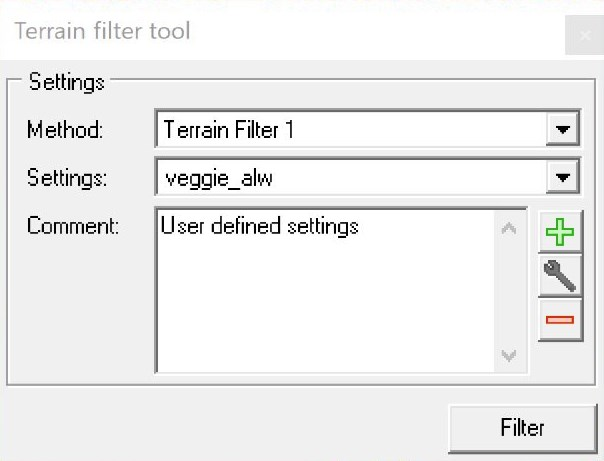 Terrain filter tool
Settings
Method: Terrain Filter 1
Settings: veggie_alw
Comment: User defined settings
Filter